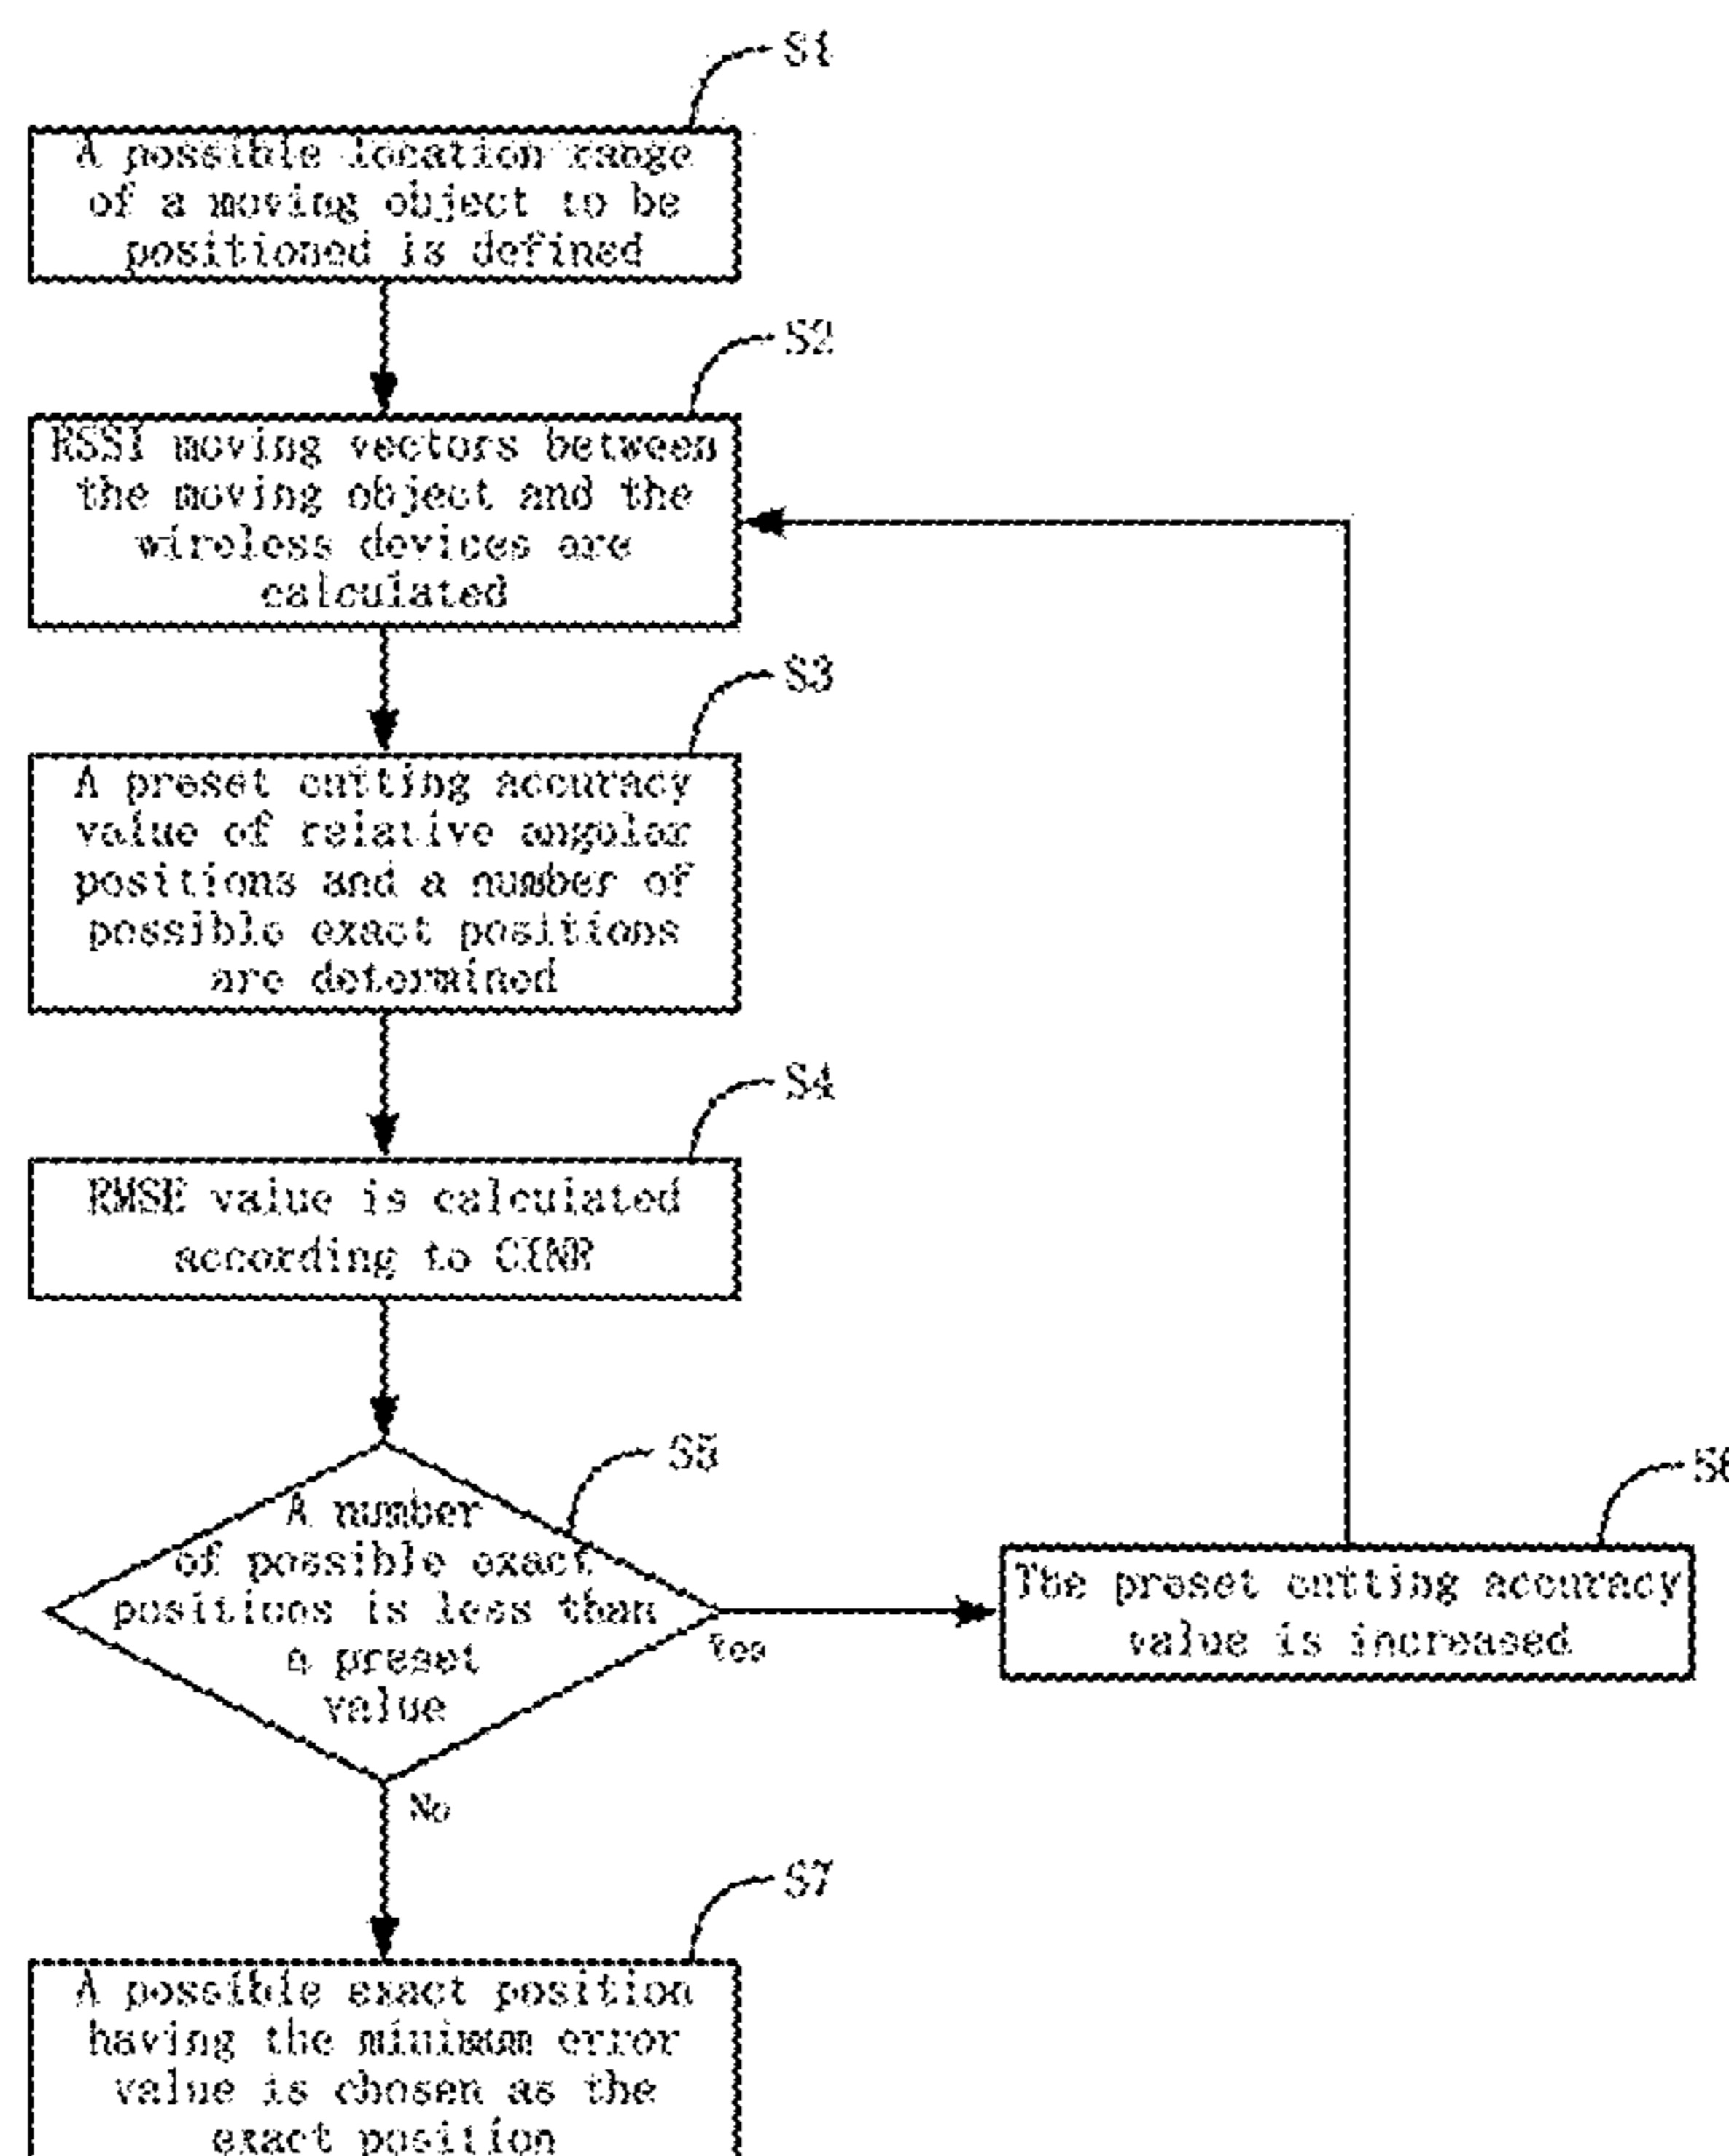 S1
A possible location range
of a moving object to be
positioned is defined
S2
RSSI moving vectors between
the moving object and the
wireless devices are
calculated
S3
A preset cutting accuracy
value of relative angular
positions and a number of
possible exact positions
are determined
S4
RMSE value is calculated
according to CINR
S5
A number
of possible exact
positions is less than
a preset
value
Yes
S6
The preset cutting accuracy
value is increased
No
S7
A possible exact position
having the minimum error
value is chosen as the
exact position